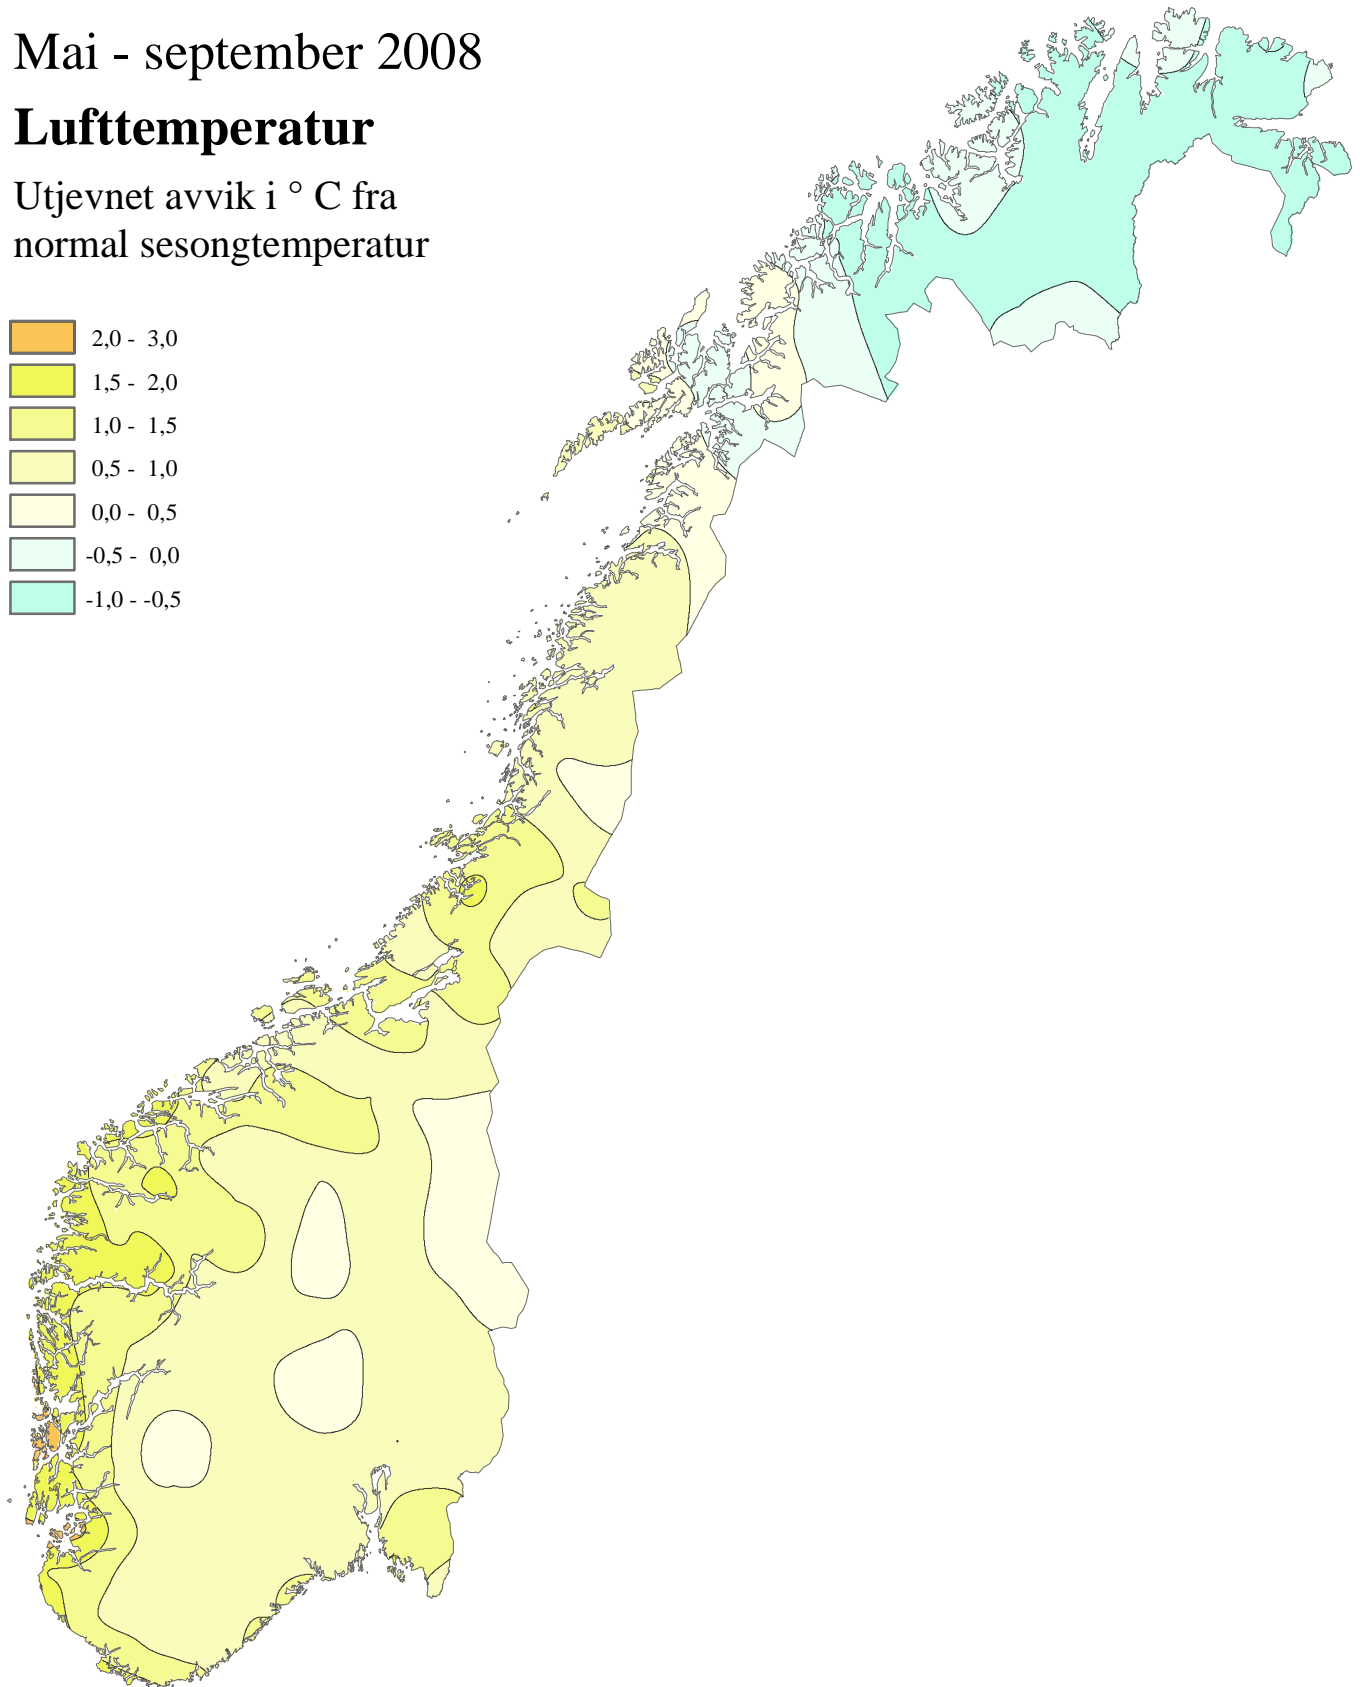 Mai - september 2008
Lufttemperatur
Utjevnet avvik i ° C fra
normal sesongtemperatur
2,0 - 3,0
1,5 - 2,0
1,0 - 1,5
0,5 - 1,0
0,0 - 0,5
-0,5 - 0,0
-1,0 - -0,5